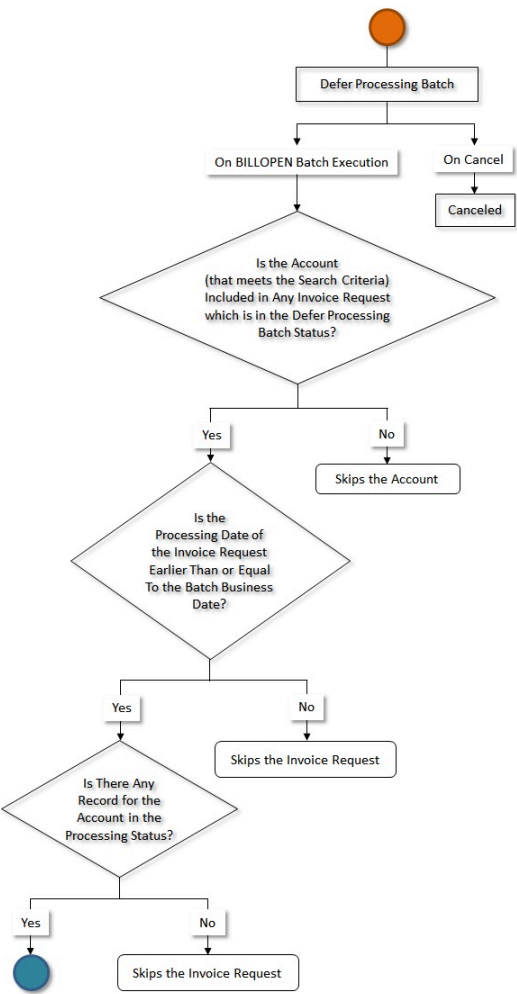 Defer Processing Batch
On BILLOPEN Batch Execution
On Cancel
Canceled
Is the Account
(that meets the Search Criteria)
Included in Any Invoice Request
which is in the Defer Processing
Batch Status?
Yes
No
Skips the Account
Is the
Processing Date of
the Invoice Request
Earlier Than or Equal
To the Batch Business
Date?
Yes
No
Skips the Invoice Request
Is There Any
Record for the
Account in the
Processing Status?
Yes
No
Skips the Invoice Request